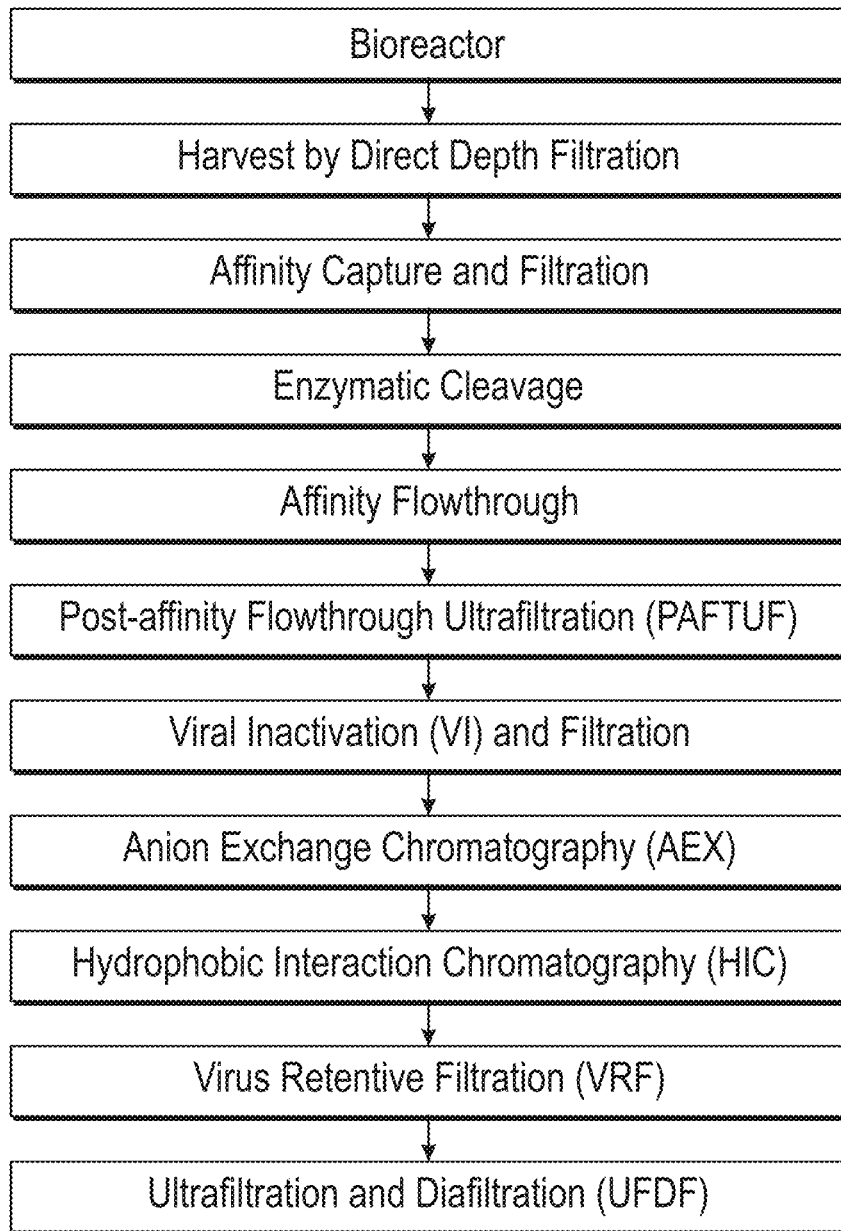 Bioreactor
Harvest by Direct Depth Filtration
Affinity Capture and Filtration
Enzymatic Cleavage
Affinity Flowthrough
Post-affinity Flowthrough Ultrafiltration (PAFTUF)
Viral Inactivation (VI) and Filtration
Anion Exchange Chromatography (AEX)
Hydrophobic Interaction Chromatography (HIC)
Virus Retentive Filtration (VRF)
Ultrafiltration and Diafiltration (UFDF)